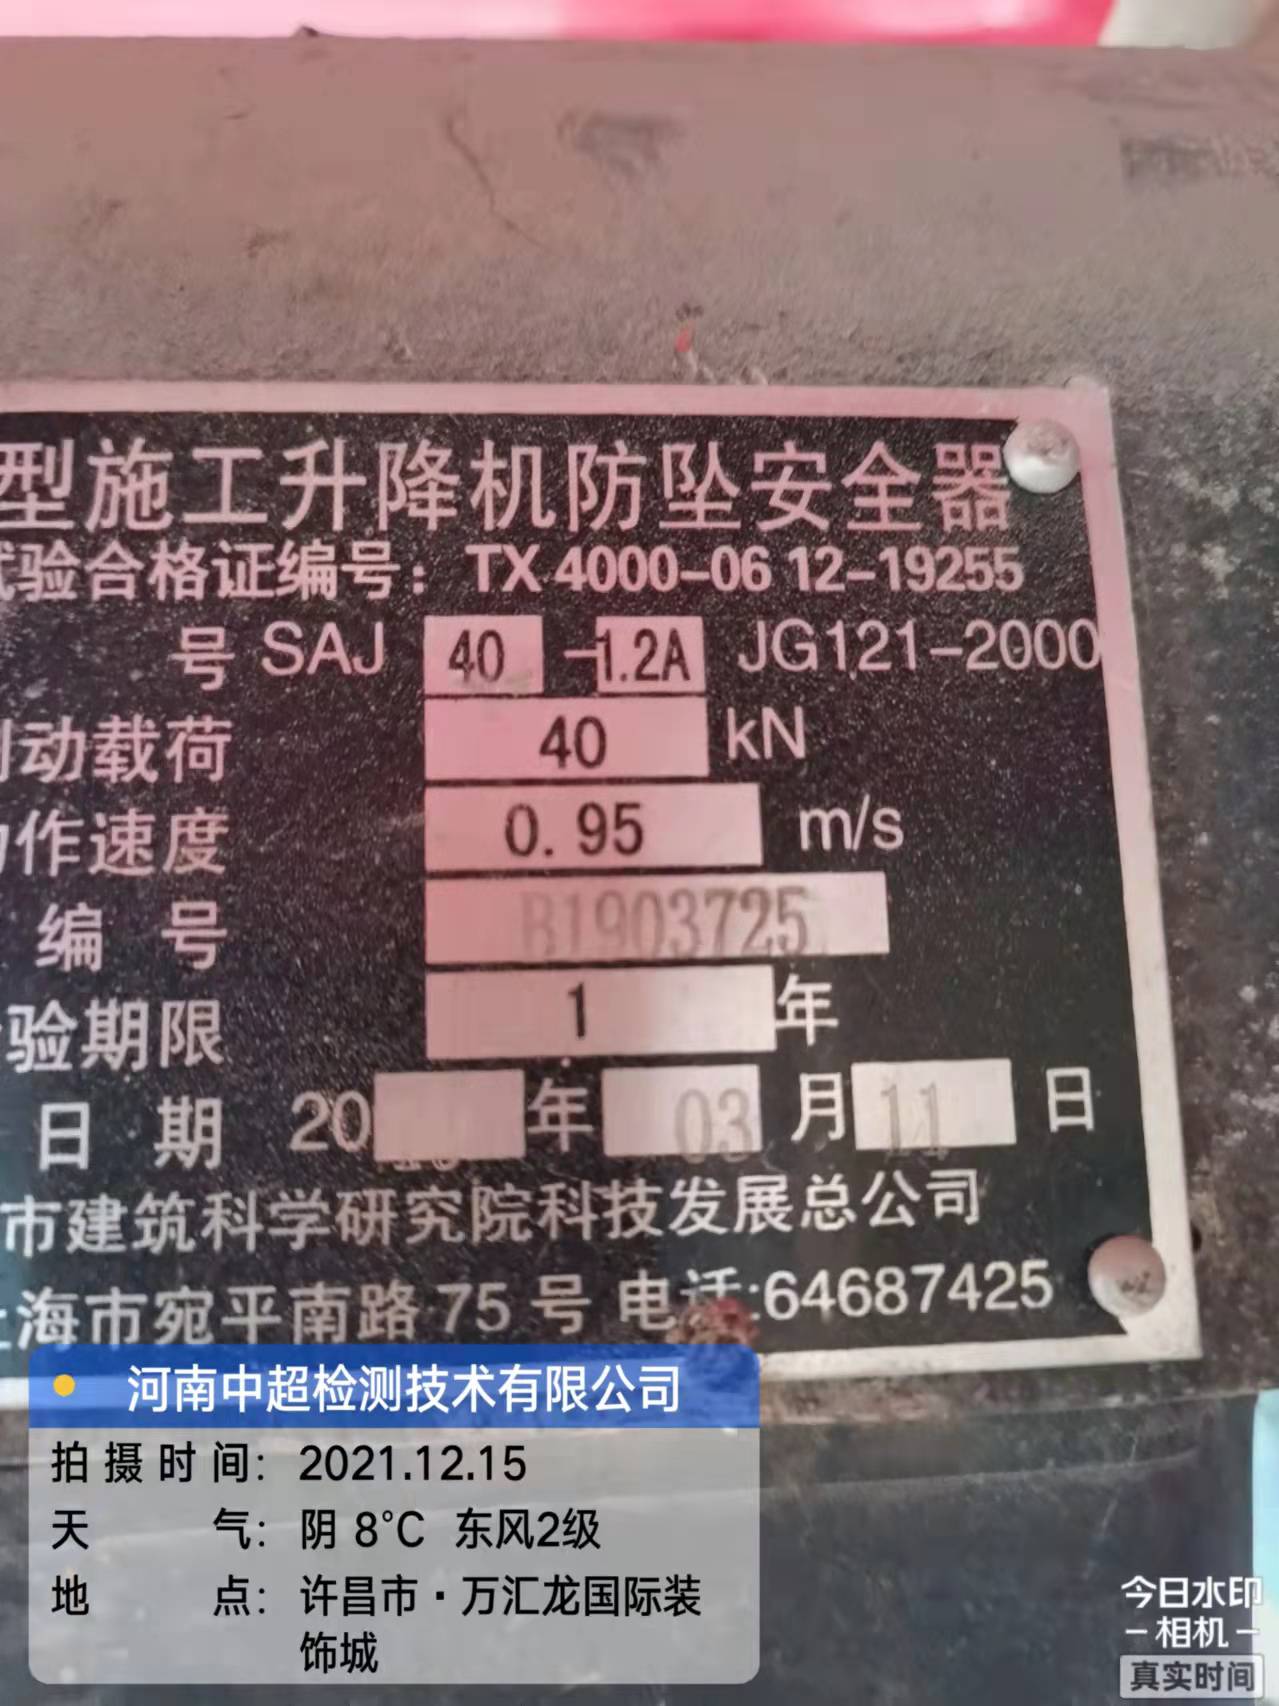 型施工升降机防坠安全器
验合格证编号：TX 4000-06 12-19255
号 SAJ 40 -1.2A JG121-2000
动载荷 40 kN
作速度 0.95 m/s
编 号 B1903725
验期限 1 年
日 期 20 年 03 月 11 日
市建筑科学研究院科技发展总公司
上海市宛平南路 75 号 电话:64687425
河南中超检测技术有限公司
拍摄时间：2021.12.15
天 气：阴 8℃ 东风2级
地 点：许昌市·万汇龙国际装
饰城
今日水印
-相机-
真实时间